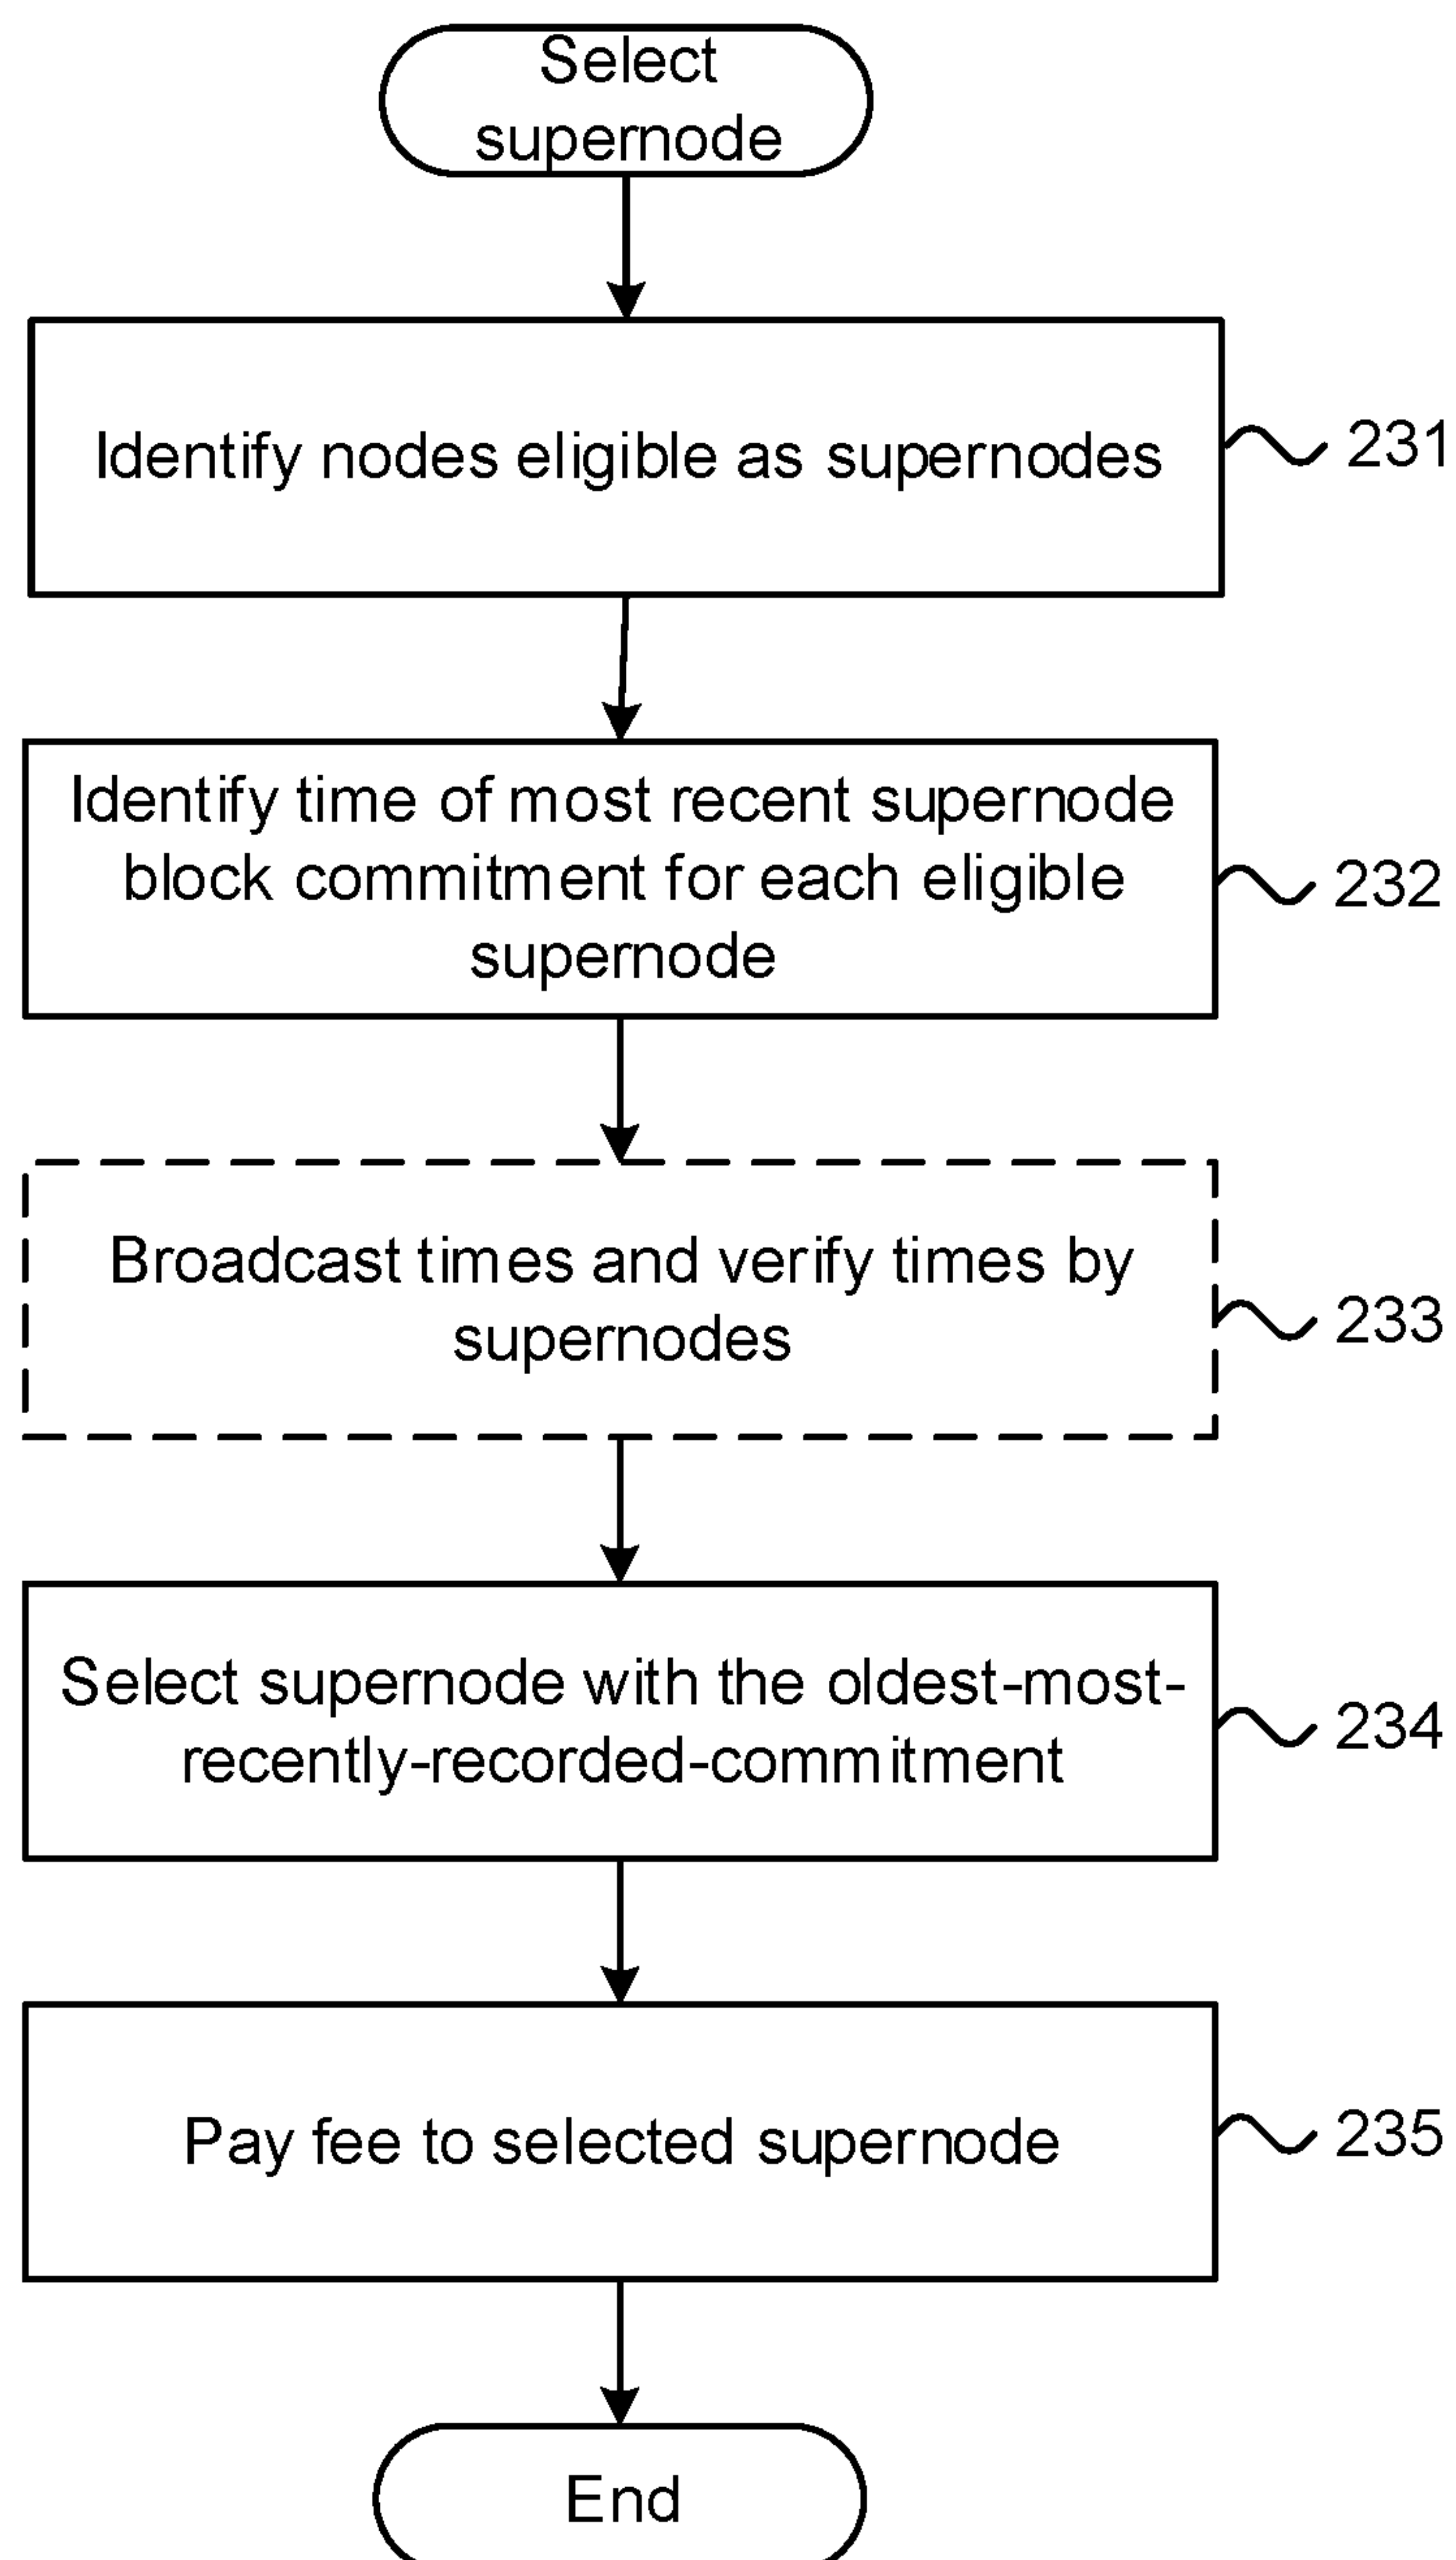 Select
supernode
Identify nodes eligible as supernodes
231
Identify time of most recent supernode
block commitment for each eligible
supernode
232
Broadcast times and verify times by
supernodes
233
Select supernode with the oldest-most-
recently-recorded-commitment
234
Pay fee to selected supernode
235
End